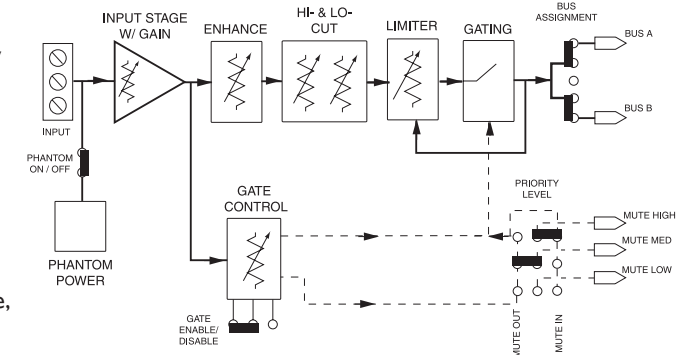 INPUT STAGE
W/ GAIN
ENHANCE
HI- & LO-
CUT
LIMITER
GATING
BUS
ASSIGNMENT
BUS A
BUS B
INPUT
PHANTOM
ON / OFF
PHANTOM
POWER
GATE
CONTROL
GATE
ENABLE/
DISABLE
PRIORITY
LEVEL
MUTE HIGH
MUTE MED
MUTE LOW
MUTE OUT
MUTE IN
e,